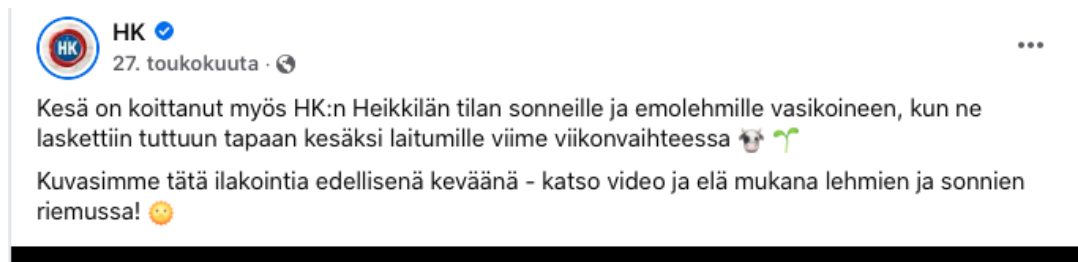 HK
HK
27. toukokuuta ·
Kesä on koittanut myös HK:n Heikkilän tilan sonneille ja emolehmille vasikoineen, kun ne
laskettiin tuttuun tapaan kesäksi laitumille viime viikonvaihteessa 🐮 🌱
Kuvasimme tätä ilakointia edellisenä keväänä - katso video ja elä mukana lehmien ja sonnien
riemussa! 🌞